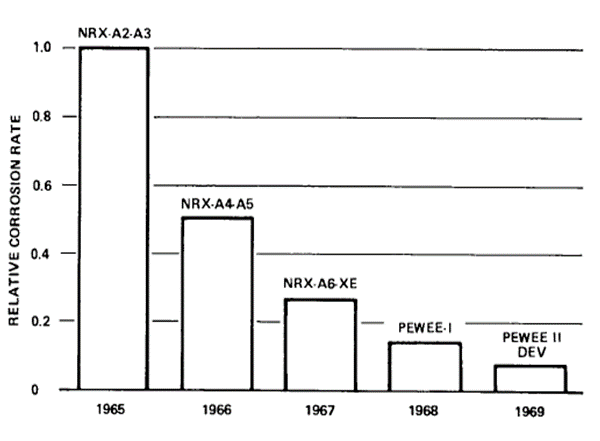 NRX-A2-A3
1.0
0.8
0.6
NRX-A4-A5
0.4
NRX-A6-XE
0.2
PEWEE-I
PEWEE II
DEV
0
RELATIVE CORROSION RATE
1965
1966
1967
1968
1969